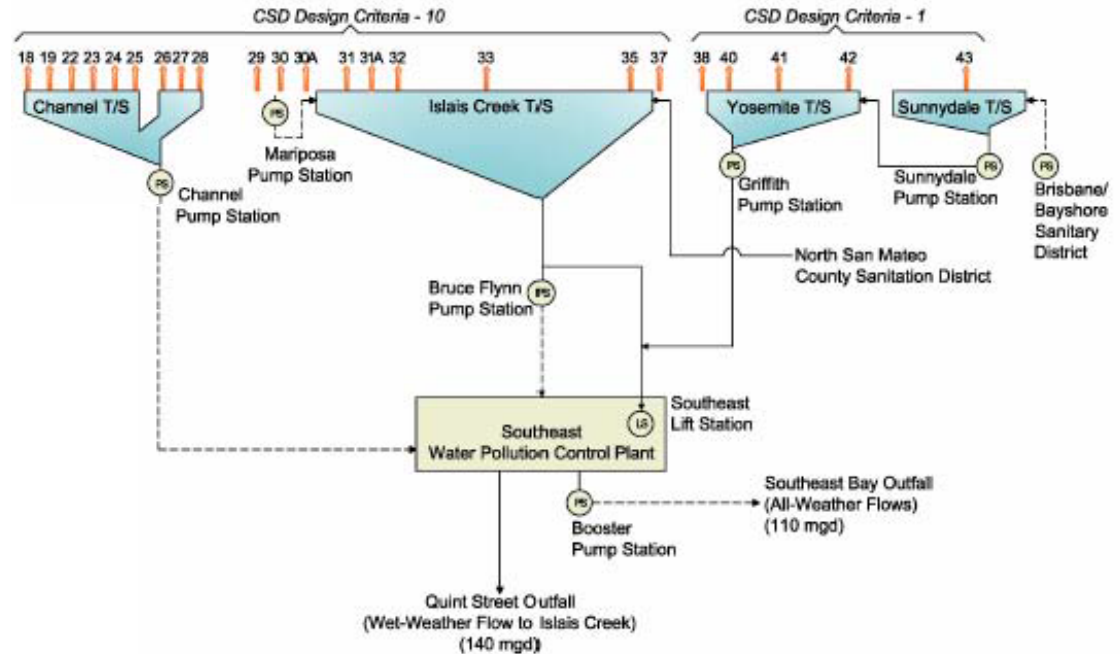 CSD Design Criteria - 10
CSD Design Criteria - 1
18 19 22 23 24 25 26 27 28 29 30 30A 31 31A 32 33 35 37 38 40 41 42 43
Channel T/S
Islais Creek T/S
Yosemite T/S
Sunnydale T/S
PS
Mariposa
Pump Station
PS
Channel
Pump Station
PS
Griffith
Pump Station
PS
Sunnydale
Pump Station
PS
Brisbane/
Bayshore
Sanitary
District
North San Mateo
County Sanitation District
Bruce Flynn
Pump Station
PS
Southeast
Lift Station
LS
Southeast
Water Pollution Control Plant
PS
Booster
Pump Station
Southeast Bay Outfall
(All-Weather Flows)
(110 mgd)
Quint Street Outfall
(Wet-Weather Flow to Islais Creek)
(140 mgd)